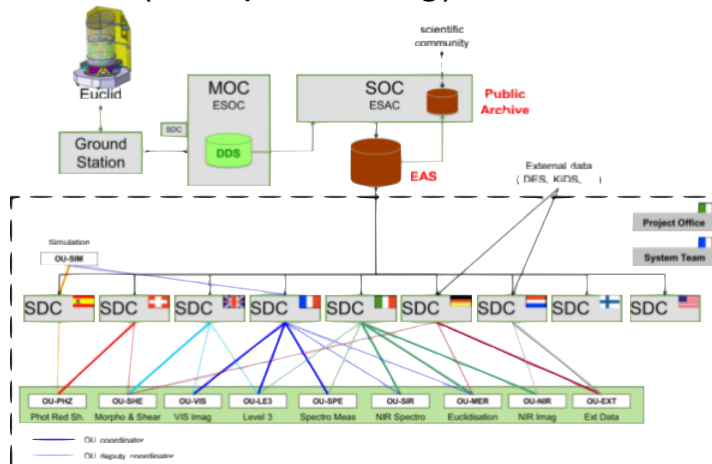 scientific
community
Euclid
MOC
ESOC
SOC
ESAC
Public
Archive
SDC
Ground
Station
DDS
EAS
External data
( DES, KiDS, ... )
Project Office
System Team
Simulation
OU-SIM
SDC
SDC
SDC
SDC
SDC
SDC
SDC
SDC
SDC
OU-PHZ
OU-SHE
OU-VIS
OU-LE3
OU-SPE
OU-SIR
OU-MER
OU-NIR
OU-EXT
Phot Red Sh.
Morpho & Shear
VIS Imag
Level 3
Spectro Meas
NIR Spectro
Euclidisation
NIR Imag
Ext Data
OU coordinator
OU deputy coordinator